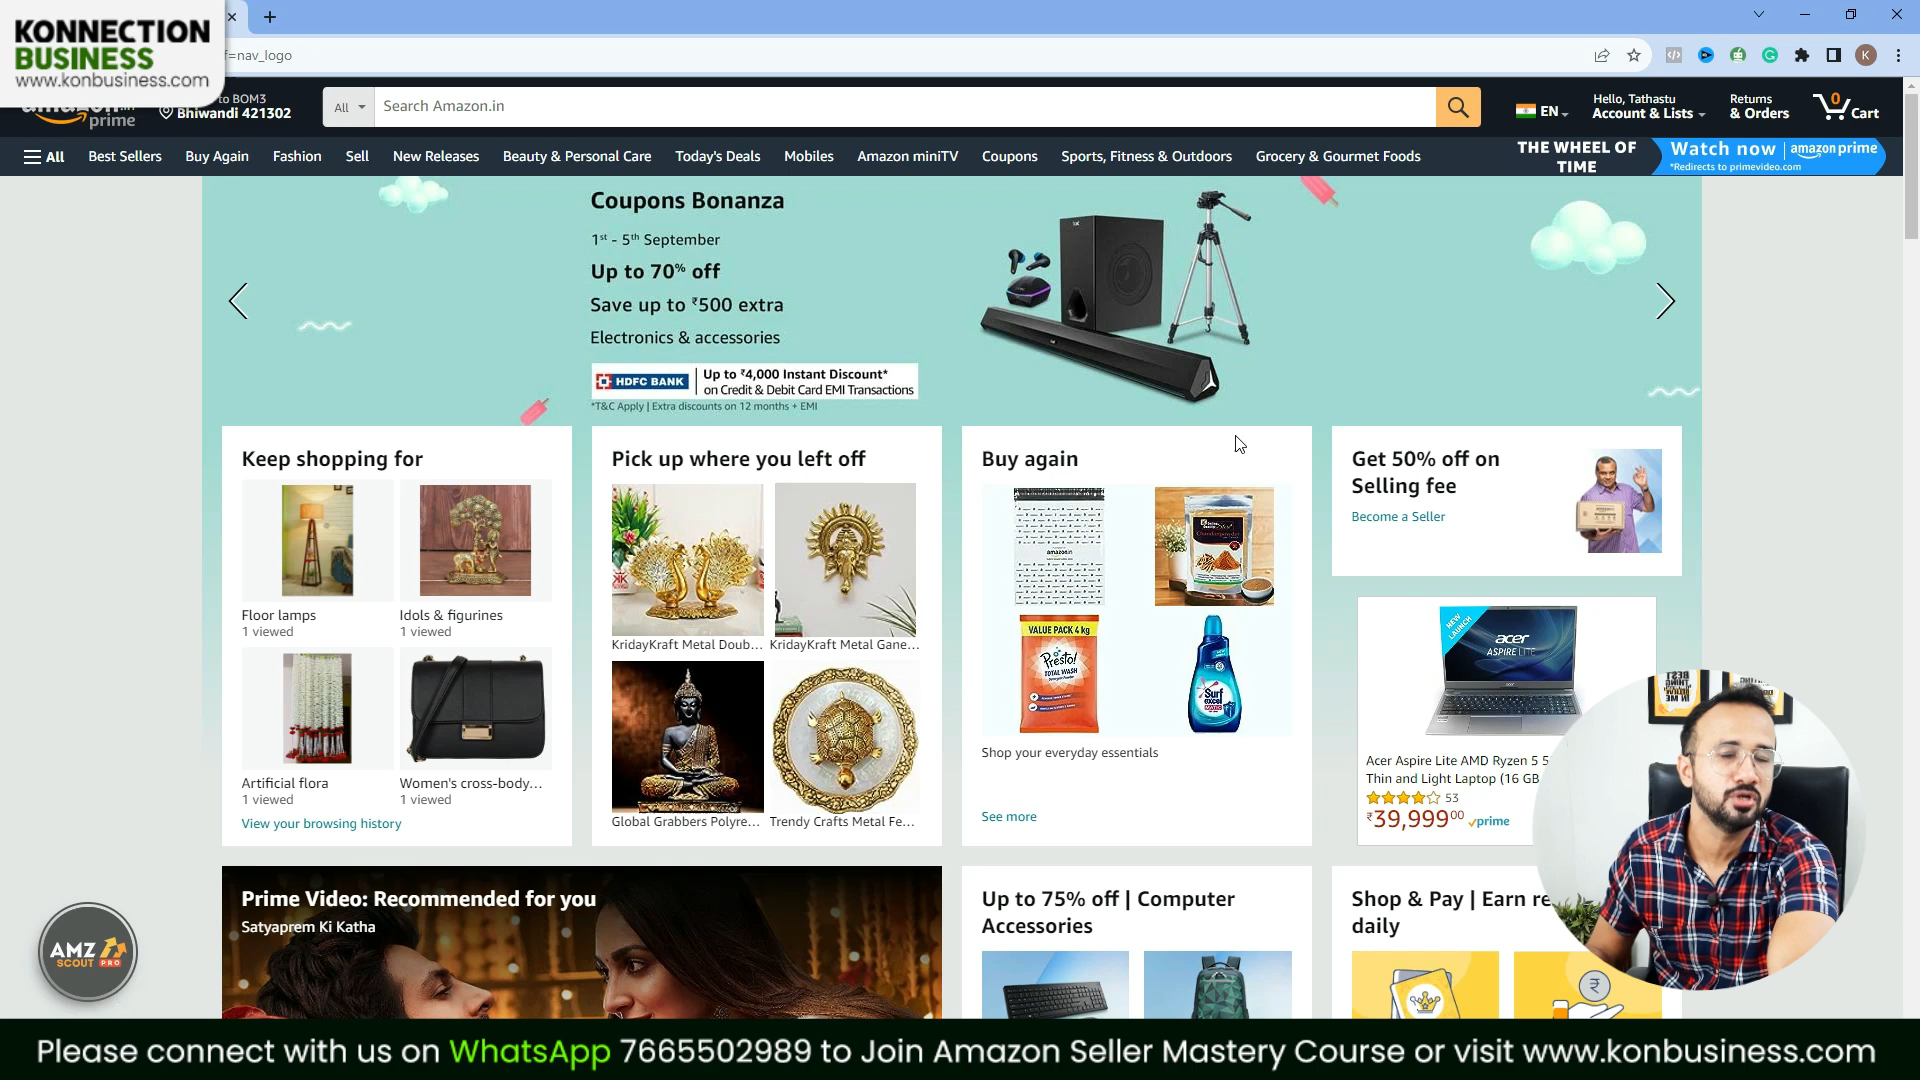 KONNECTION
BUSINESS
www.konbusiness.com
f=nav_logo
K
prime
to BOM3
Bhiwandi 421302
All
Search Amazon.in
EN
Hello, Tathastu
Account & Lists
Returns
& Orders
0
Cart
All
Best Sellers
Buy Again
Fashion
Sell
New Releases
Beauty & Personal Care
Today's Deals
Mobiles
Amazon miniTV
Coupons
Sports, Fitness & Outdoors
Grocery & Gourmet Foods
THE WHEEL OF
TIME
Watch now | amazon prime
*Redirects to primevideo.com
Coupons Bonanza
1st - 5th September
Up to 70% off
Save up to ₹500 extra
Electronics & accessories
HDFC BANK
Up to ₹4,000 Instant Discount*
on Credit & Debit Card EMI Transactions
*T&C Apply | Extra discounts on 12 months + EMI
Keep shopping for
Floor lamps
1 viewed
Idols & figurines
1 viewed
Artificial flora
1 viewed
Women's cross-body...
1 viewed
View your browsing history
Pick up where you left off
KridayKraft Metal Doub...
KridayKraft Metal Gane...
Global Grabbers Polyre...
Trendy Crafts Metal Fe...
Buy again
amazon.in
VALUE PACK 4 kg
Presto!
TOTAL WASH
Surf
excel
MATIC
Shop your everyday essentials
See more
Get 50% off on
Selling fee
Become a Seller
NEW
LAUNCH
acer
ASPIRE LITE
Acer Aspire Lite AMD Ryzen 5 5
Thin and Light Laptop (16 GB
53
₹39,99900
prime
Prime Video: Recommended for you
Satyaprem Ki Katha
Up to 75% off | Computer
Accessories
Shop & Pay | Earn re
daily
AMZ
SCOUT PRO
Please connect with us on WhatsApp 7665502989 to Join Amazon Seller Mastery Course or visit www.konbusiness.com